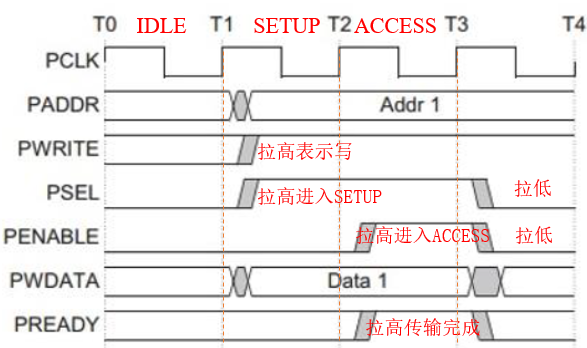 T0 IDLE T1 SETUP T2 ACCESS T3 T4
PCLK
PADDR Addr 1
PWRITE 拉高表示写
PSEL 拉高进入SETUP 拉低
PENABLE 拉高进入ACCESS 拉低
PWDATA Data 1
PREADY 拉高传输完成